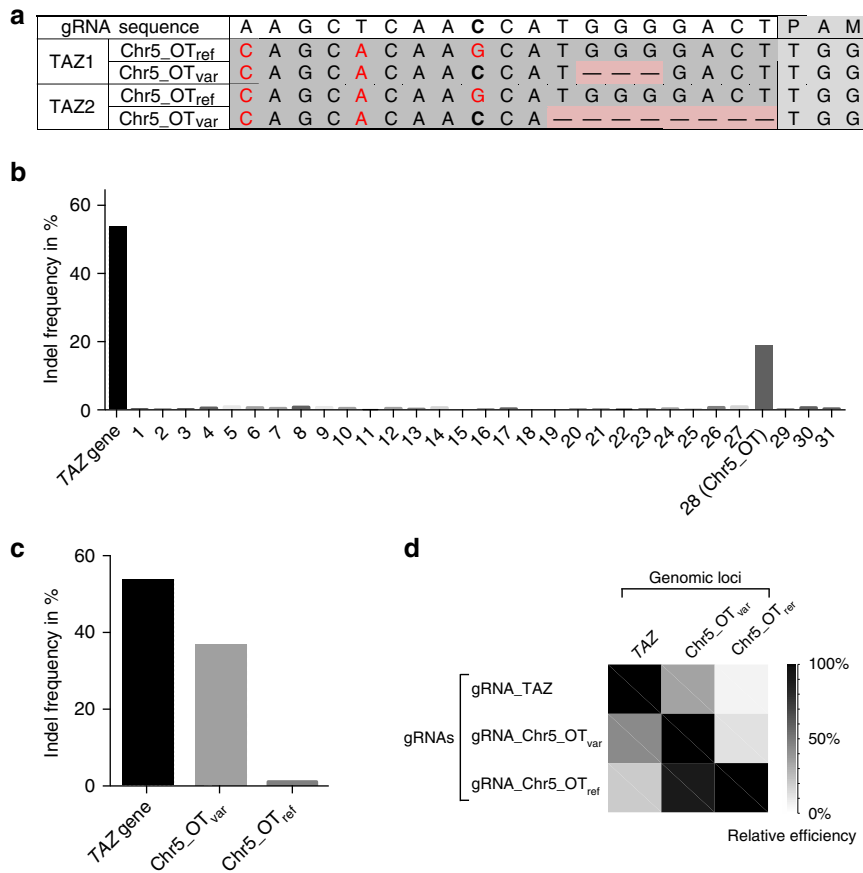 a
gRNA sequence A A G C T C A A C C A T G G G G A C T P A M
TAZ1 Chr5_OTref C A G C A C A A G C A T G G G G A C T T G G
Chr5_OTvar C A G C A C A A C C A T — — — G A C T T G G
TAZ2 Chr5_OTref C A G C A C A A G C A T G G G G A C T T G G
Chr5_OTvar C A G C A C A A C C A — — — — — — — — T G G
b
Indel frequency in %
60
40
20
0
TAZ gene 1 2 3 4 5 6 7 8 9 10 11 12 13 14 15 16 17 18 19 20 21 22 23 24 25 26 27 28 (Chr5_OT) 29 30 31
c
Indel frequency in %
60
40
20
0
TAZ gene Chr5_OTvar Chr5_OTref
d
Genomic loci
TAZ Chr5_OTvar Chr5_OTrer
gRNAs
gRNA_TAZ
gRNA_Chr5_OTvar
gRNA_Chr5_OTref
100%
50%
0%
Relative efficiency